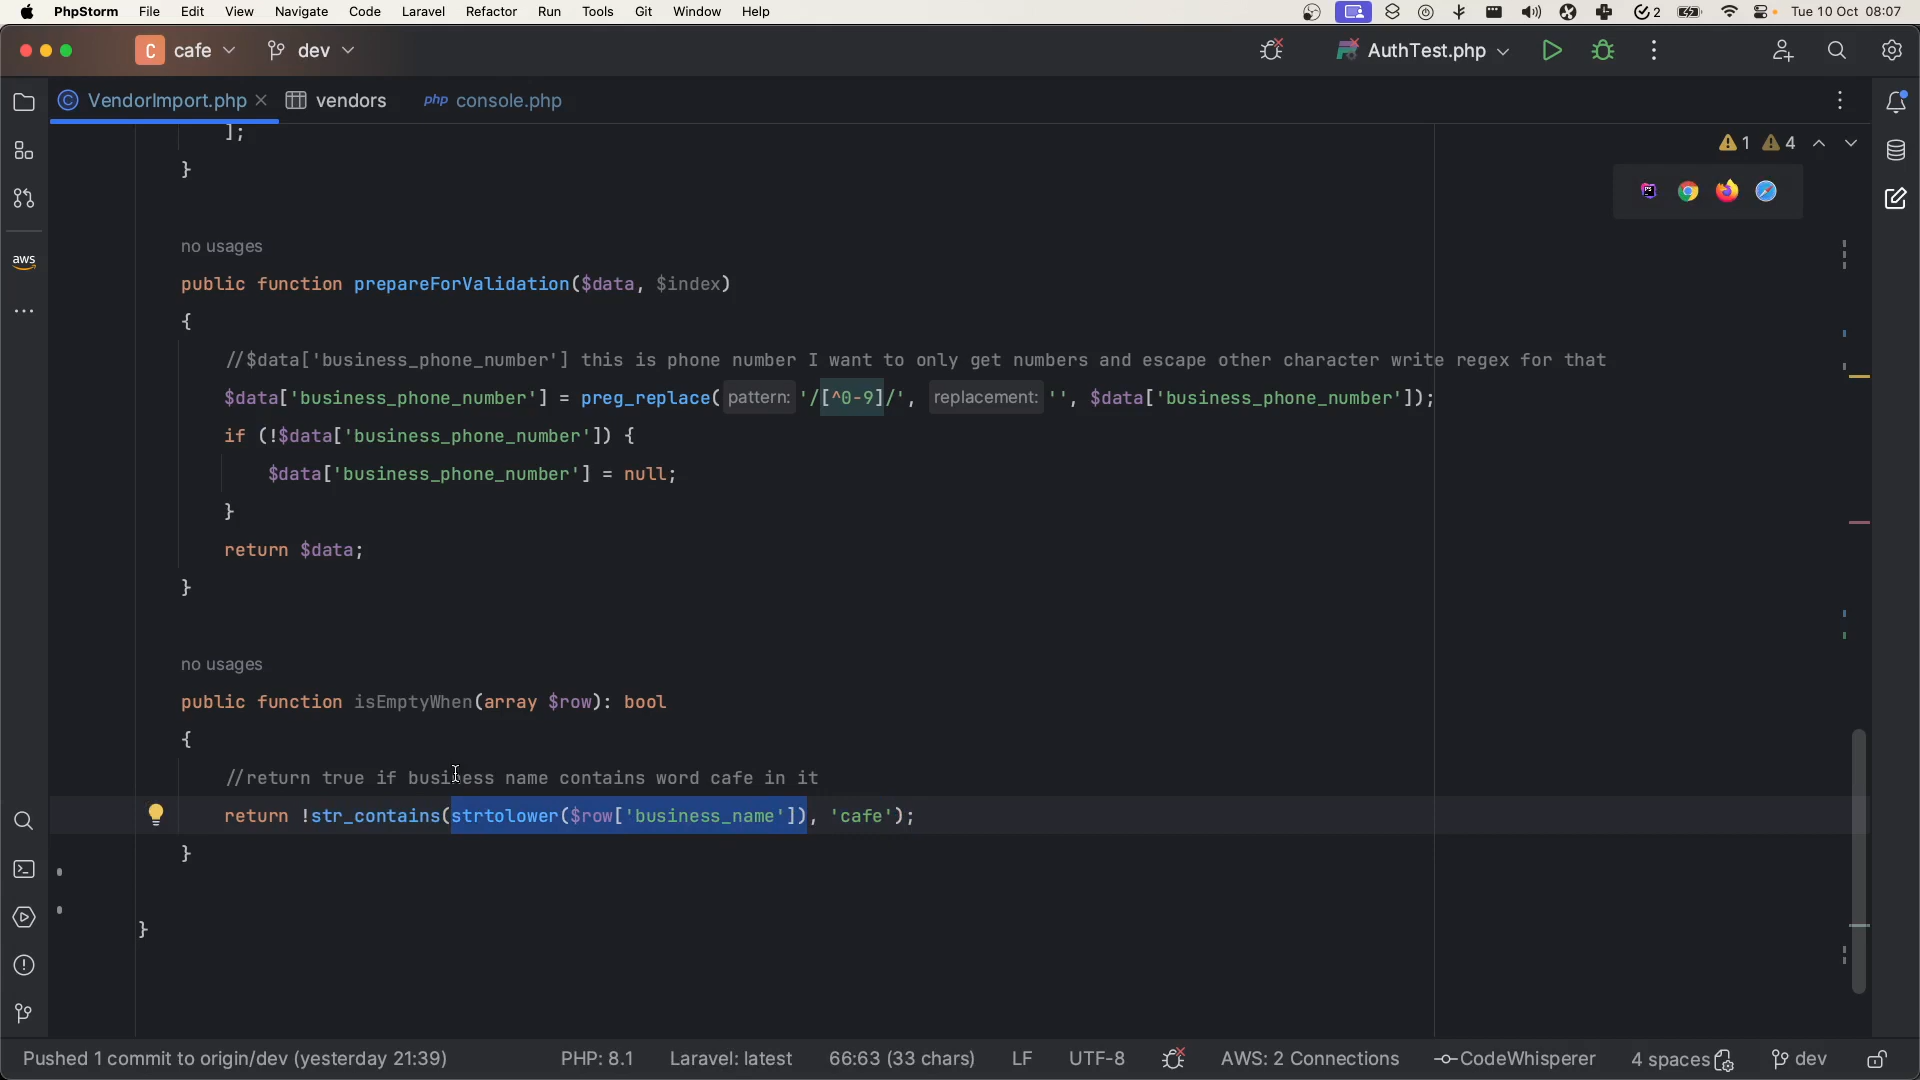 PhpStorm File Edit View Navigate Code Laravel Refactor Run Tools Git Window Help 2 Tue 10 Oct 08:07
C cafe dev AuthTest.php
VendorImport.php vendors php console.php
];
1 4
}
no usages
public function prepareForValidation($data, $index)
{
//$data['business_phone_number'] this is phone number I want to only get numbers and escape other character write regex for that
$data['business_phone_number'] = preg_replace( pattern: '/[^0-9]/', replacement: '', $data['business_phone_number']);
if (!$data['business_phone_number']) {
$data['business_phone_number'] = null;
}
return $data;
}
no usages
public function isEmptyWhen(array $row): bool
{
//return true if business name contains word cafe in it
return !str_contains(strtolower($row['business_name']), 'cafe');
}
}
aws
Pushed 1 commit to origin/dev (yesterday 21:39) PHP: 8.1 Laravel: latest 66:63 (33 chars) LF UTF-8 AWS: 2 Connections CodeWhisperer 4 spaces dev